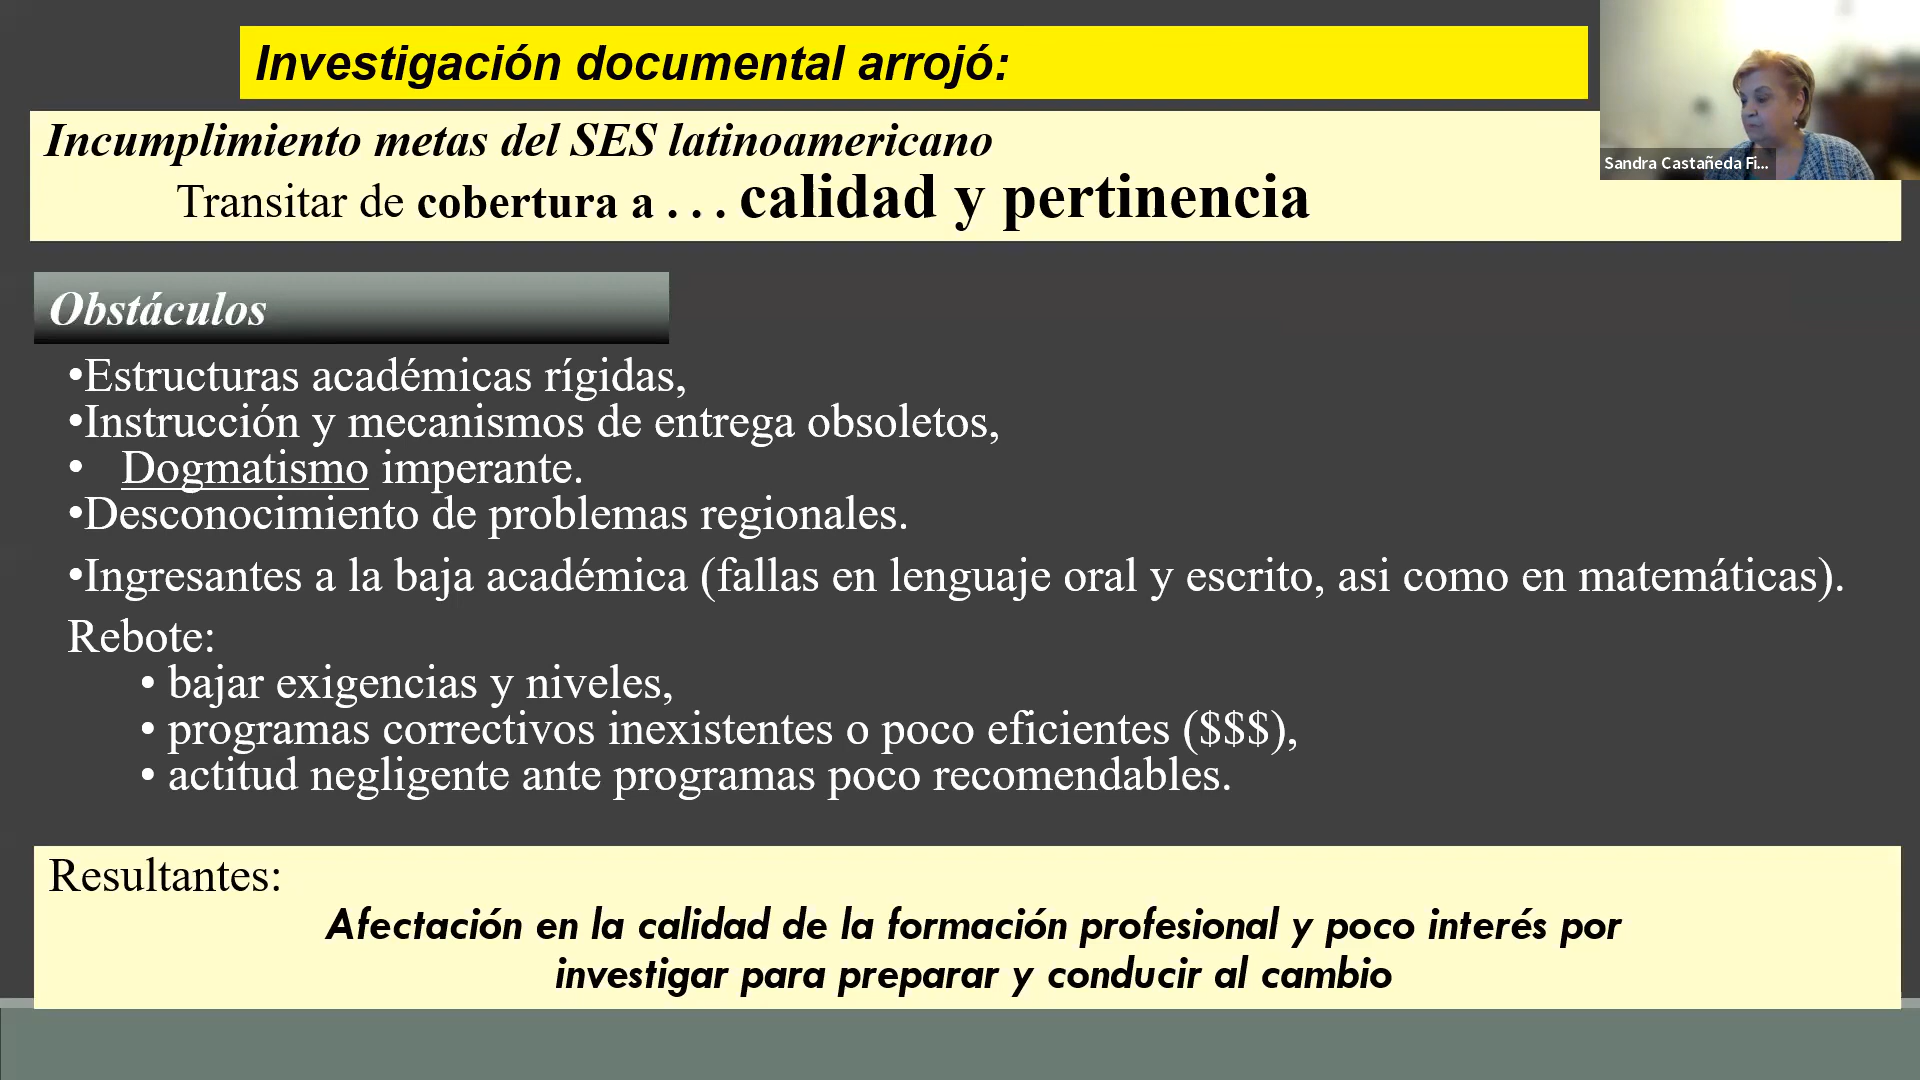 Investigación documental arrojó:
Sandra Castañeda Fi...
Incumplimiento metas del SES latinoamericano
Transitar de cobertura a . . . calidad y pertinencia
Obstáculos
•Estructuras académicas rígidas,
•Instrucción y mecanismos de entrega obsoletos,
• Dogmatismo imperante.
•Desconocimiento de problemas regionales.
•Ingresantes a la baja académica (fallas en lenguaje oral y escrito, asi como en matemáticas).
Rebote:
• bajar exigencias y niveles,
• programas correctivos inexistentes o poco eficientes ($$$),
• actitud negligente ante programas poco recomendables.
Resultantes:
Afectación en la calidad de la formación profesional y poco interés por
investigar para preparar y conducir al cambio